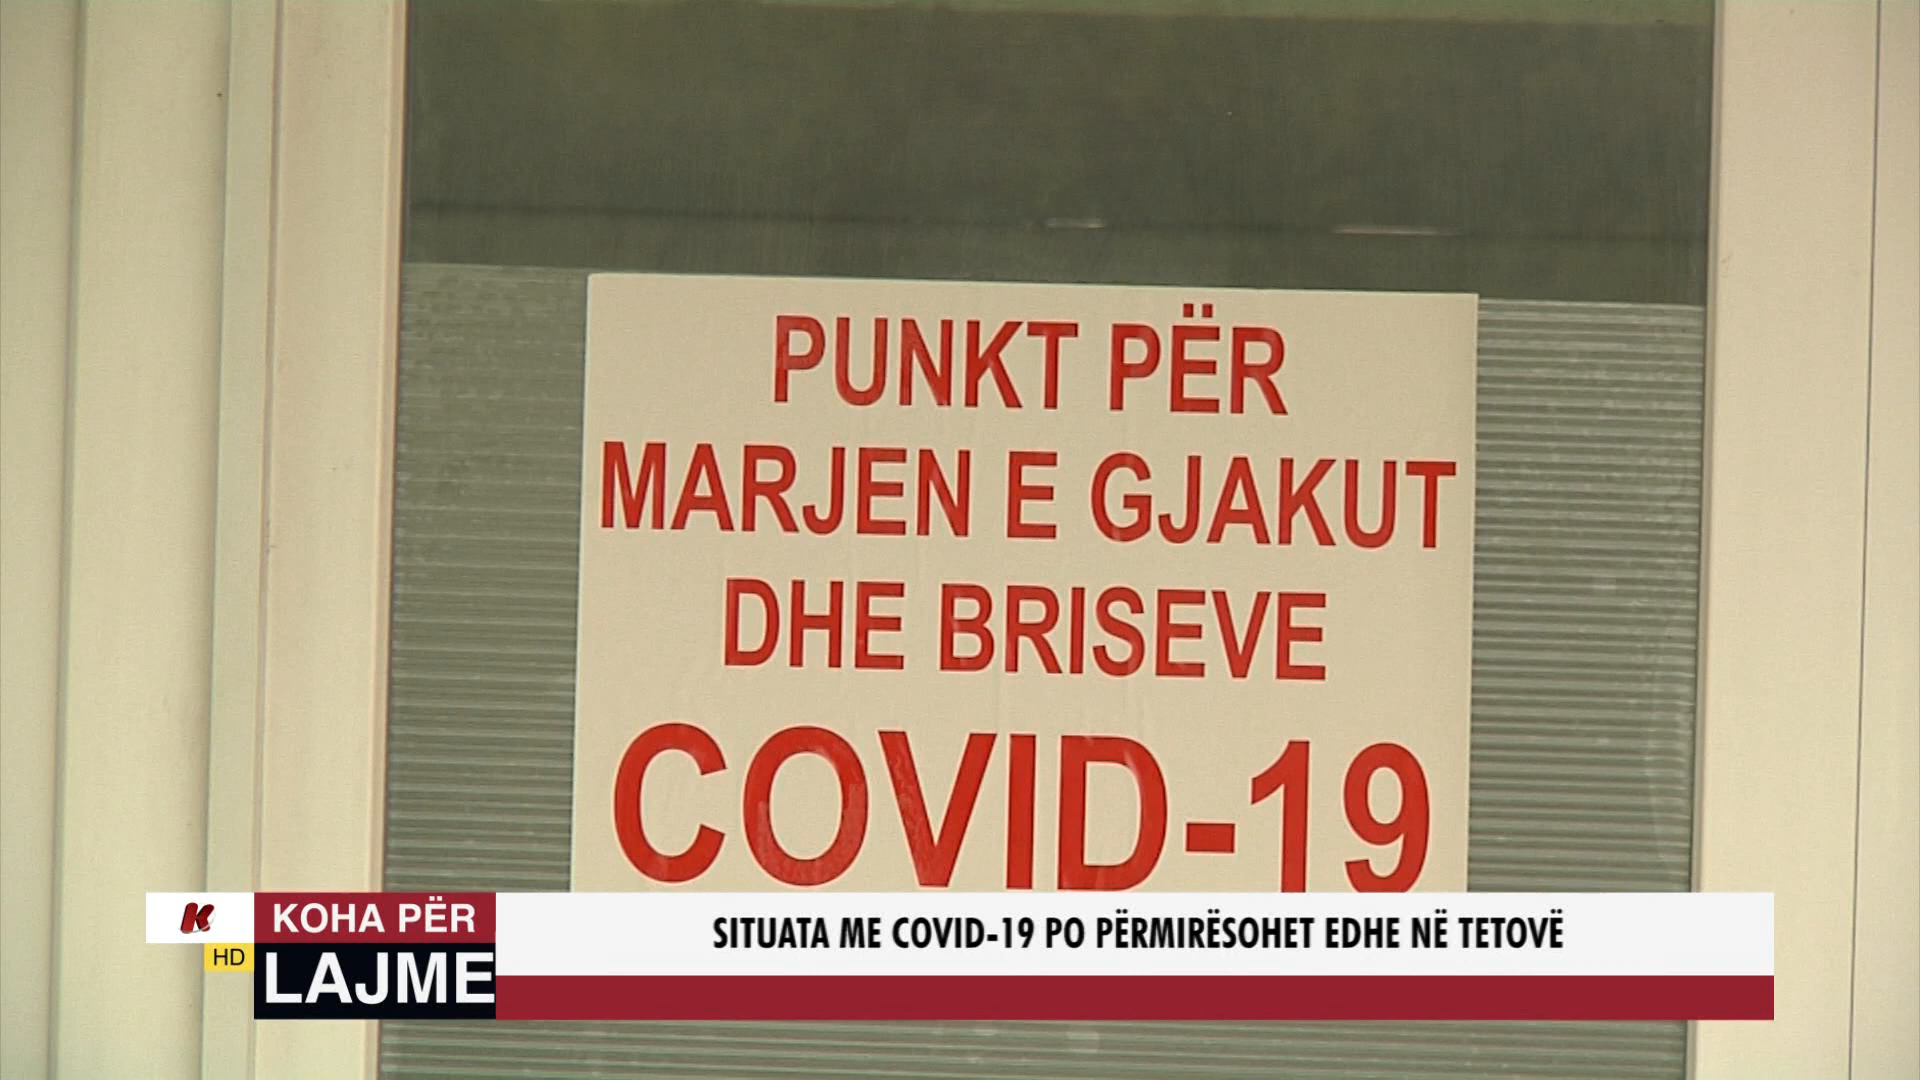 PUNKT PËR
MARJEN E GJAKUT
DHE BRISEVE
COVID-19
K
KOHA PËR
SITUATA ME COVID-19 PO PËRMIRËSOHET EDHE NË TETOVË
HD
LAJME